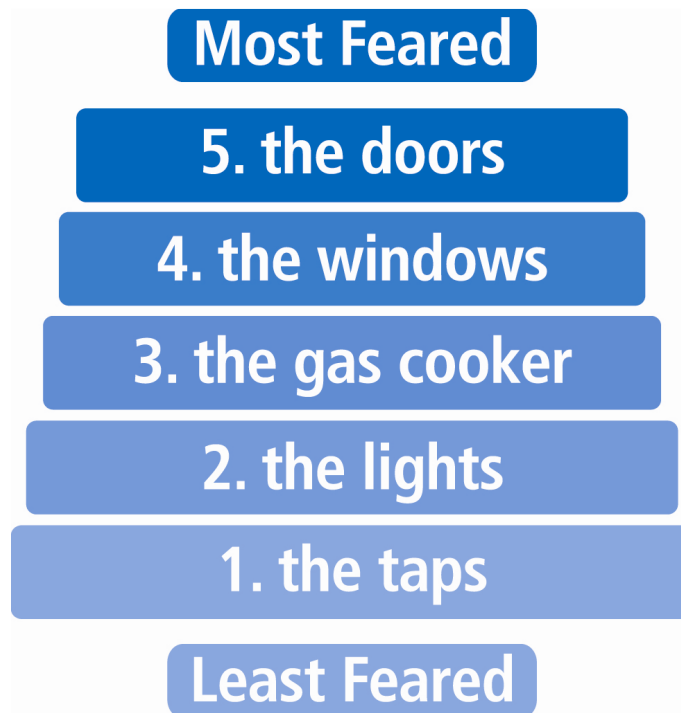 Most Feared
5. the doors
4. the windows
3. the gas cooker
2. the lights
1. the taps
Least Feared